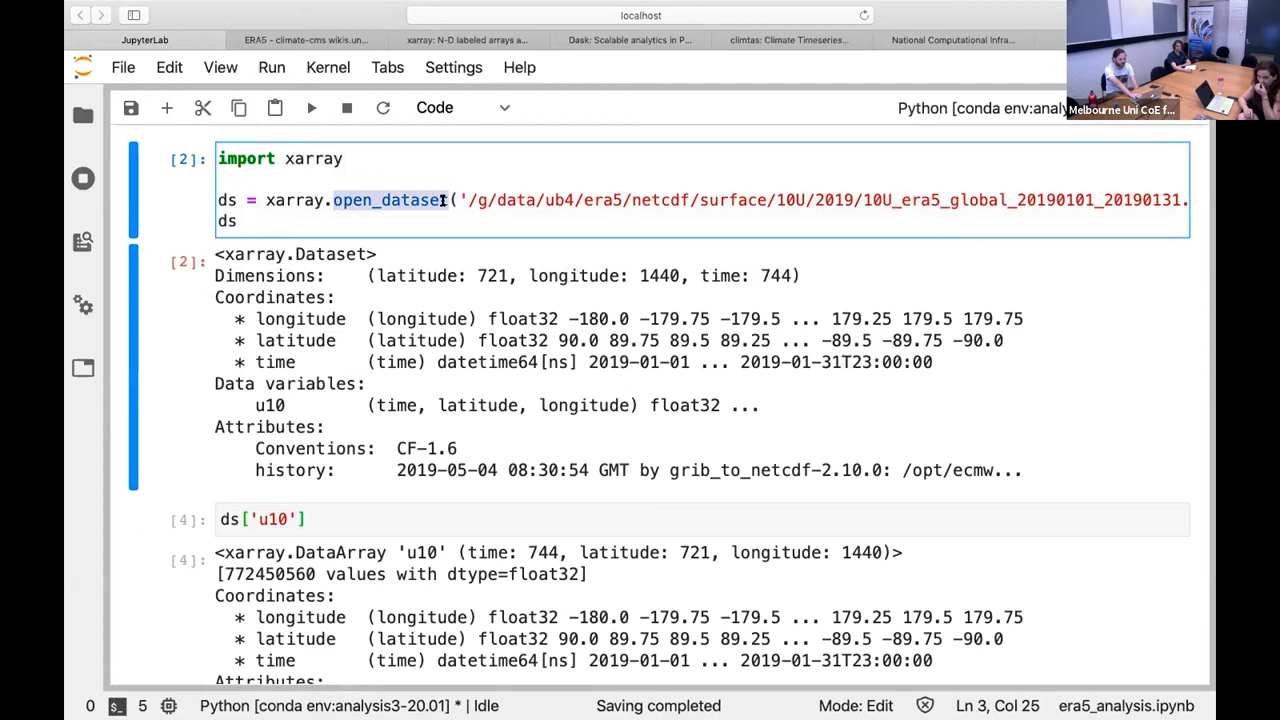 localhost
JupyterLab
ERA5 - climate-cms wikis.un...
xarray: N-D labeled arrays a...
Dask: Scalable analytics in P...
climtas: Climate Timeseries...
National Computational Infra...
File Edit View Run Kernel Tabs Settings Help
Melbourne Uni CoE f...
Code
Python [conda env:analy
[2]: import xarray
ds = xarray.open_dataset('/g/data/ub4/era5/netcdf/surface/10U/2019/10U_era5_global_20190101_20190131.
ds
[2]: <xarray.Dataset>
Dimensions: (latitude: 721, longitude: 1440, time: 744)
Coordinates:
* longitude (longitude) float32 -180.0 -179.75 -179.5 ... 179.25 179.5 179.75
* latitude (latitude) float32 90.0 89.75 89.5 89.25 ... -89.5 -89.75 -90.0
* time (time) datetime64[ns] 2019-01-01 ... 2019-01-31T23:00:00
Data variables:
u10 (time, latitude, longitude) float32 ...
Attributes:
Conventions: CF-1.6
history: 2019-05-04 08:30:54 GMT by grib_to_netcdf-2.10.0: /opt/ecmw...
[4]: ds['u10']
[4]: <xarray.DataArray 'u10' (time: 744, latitude: 721, longitude: 1440)>
[772450560 values with dtype=float32]
Coordinates:
* longitude (longitude) float32 -180.0 -179.75 -179.5 ... 179.25 179.5 179.75
* latitude (latitude) float32 90.0 89.75 89.5 89.25 ... -89.5 -89.75 -90.0
* time (time) datetime64[ns] 2019-01-01 ... 2019-01-31T23:00:00
Attributes:
0 $_ 5 Python [conda env:analysis3-20.01] * | Idle Saving completed Mode: Edit Ln 3, Col 25 era5_analysis.ipynb